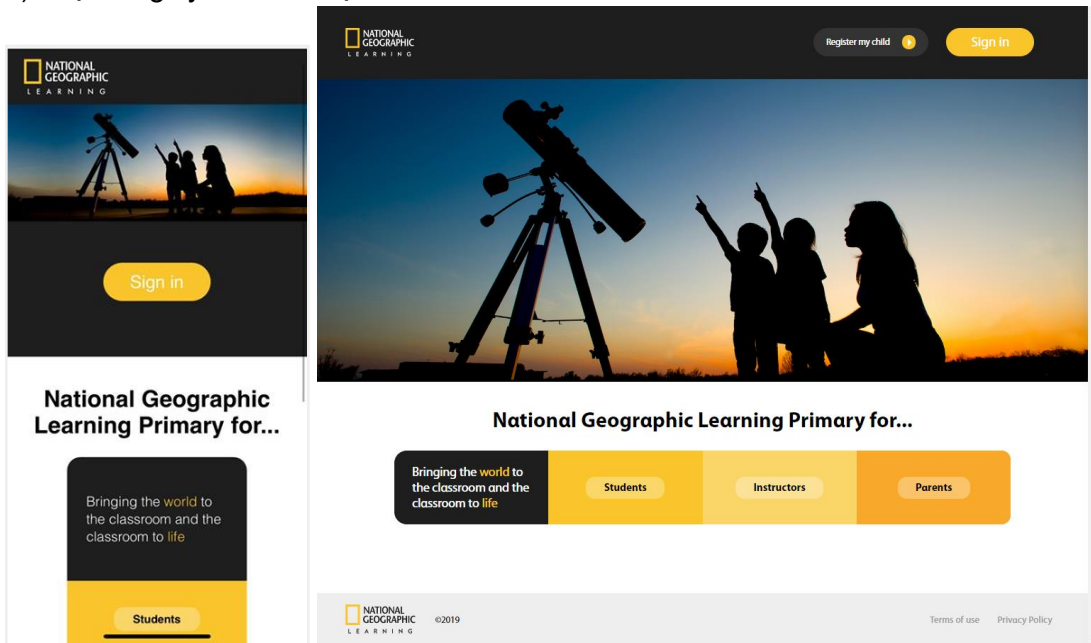 NATIONAL
GEOGRAPHIC
LEARNING
Sign in
National Geographic
Learning Primary for...
Bringing the world to
the classroom and the
classroom to life
Students
NATIONAL
GEOGRAPHIC
LEARNING
Register my child
Sign in
National Geographic Learning Primary for...
Bringing the world to
the classroom and the
classroom to life
Students
Instructors
Parents
NATIONAL
GEOGRAPHIC
LEARNING
©2019
Terms of use
Privacy Policy